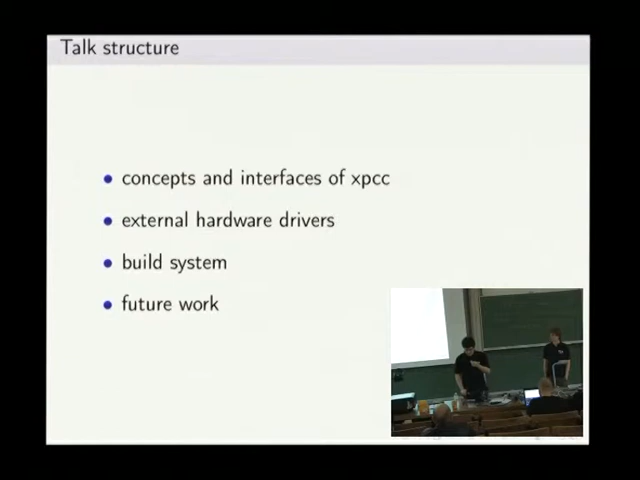 Talk structure
concepts and interfaces of xpcc
external hardware drivers
build system
future work